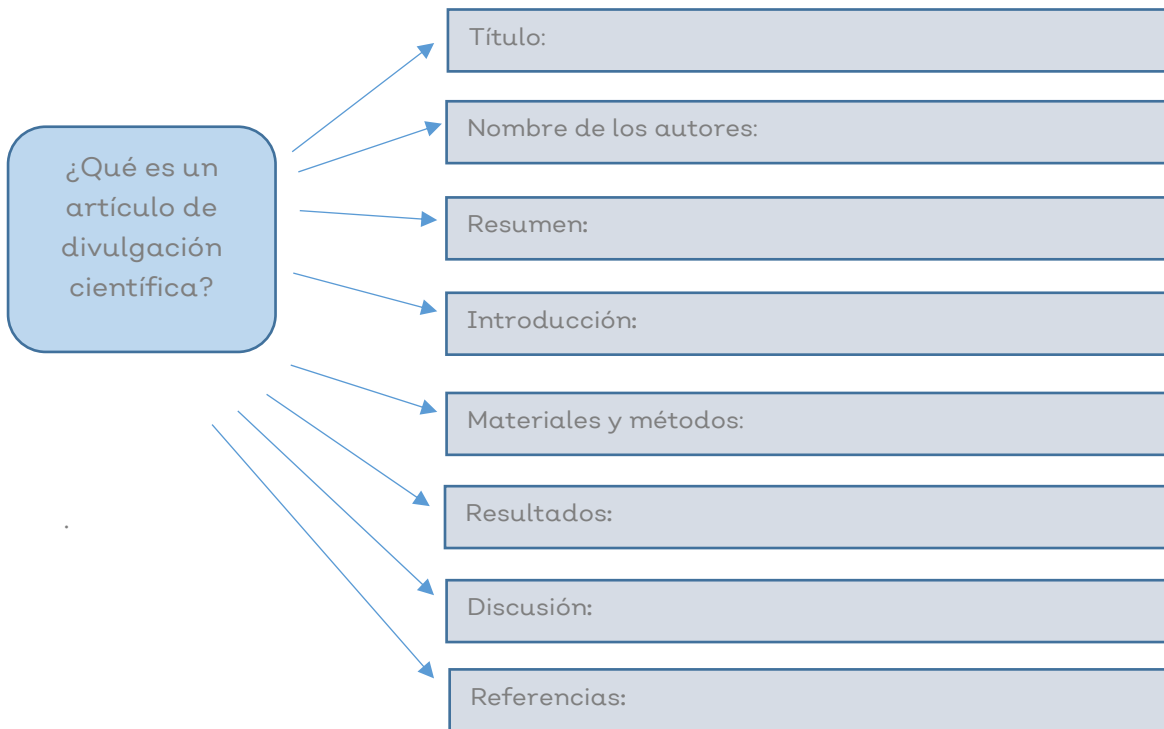 ¿Qué es un
artículo de
divulgación
científica?
Título:
Nombre de los autores:
Resumen:
Introducción:
Materiales y métodos:
Resultados:
Discusión:
Referencias:
.